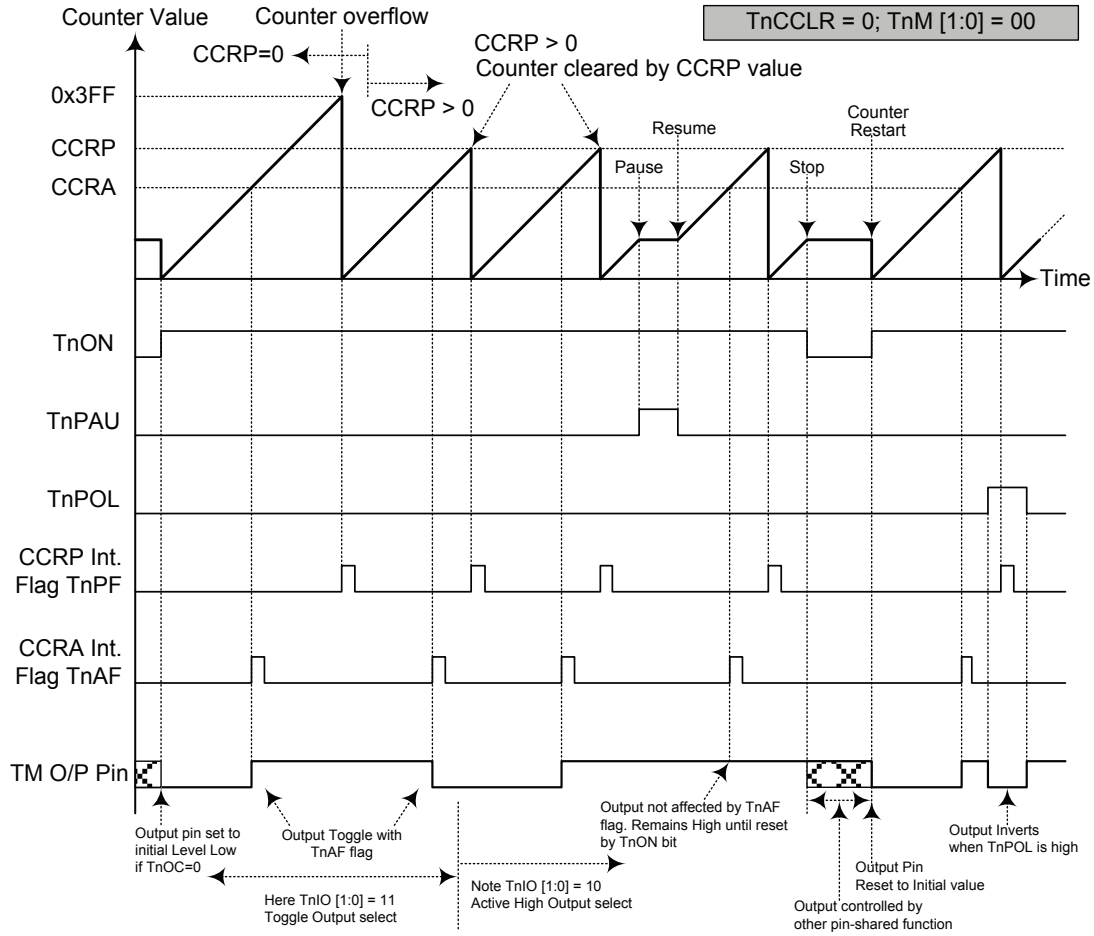 Counter Value
Counter overflow
TnCCLR = 0; TnM [1:0] = 00
CCRP=0
CCRP > 0
CCRP > 0
Counter cleared by CCRP value
0x3FF
CCRP
CCRA
Pause
Resume
Stop
Counter
Restart
Time
TnON
TnPAU
TnPOL
CCRP Int.
Flag TnPF
CCRA Int.
Flag TnAF
TM O/P Pin
Output pin set to
initial Level Low
if TnOC=0
Output Toggle with
TnAF flag
Here TnIO [1:0] = 11
Toggle Output select
Note TnIO [1:0] = 10
Active High Output select
Output not affected by TnAF
flag. Remains High until reset
by TnON bit
Output Pin
Reset to Initial value
Output controlled by
other pin-shared function
Output Inverts
when TnPOL is high